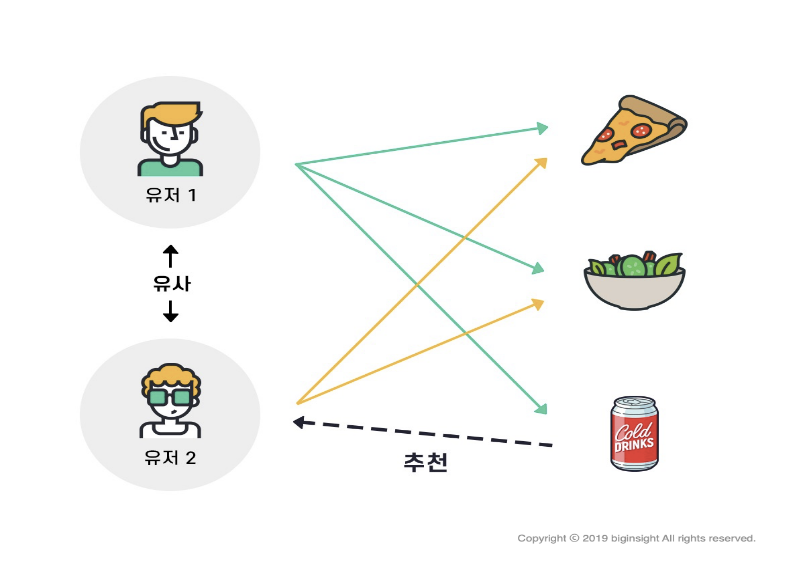 유저 1
유사
유저 2
추천
Cold
DRINKS
Copyright ⓒ 2019 biginsight All rights reserved.